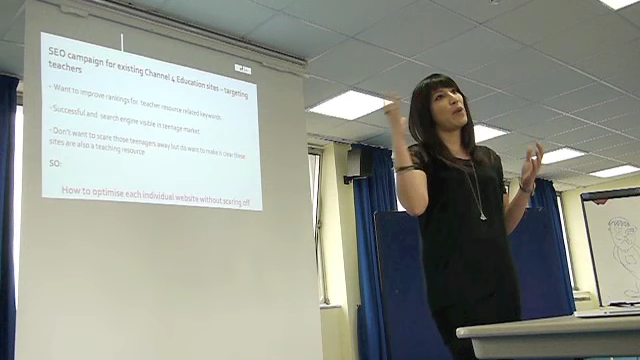 SEO campaign for existing Channel 4 Education sites – targeting
teachers
- Want to improve rankings for teacher resource related keywords.
-Successful and search engine visible in teenage market
-Don't want to scare those teenagers away but do want to make it clear these
sites are also a teaching resource
SO:
How to optimise each individual website without scaring off